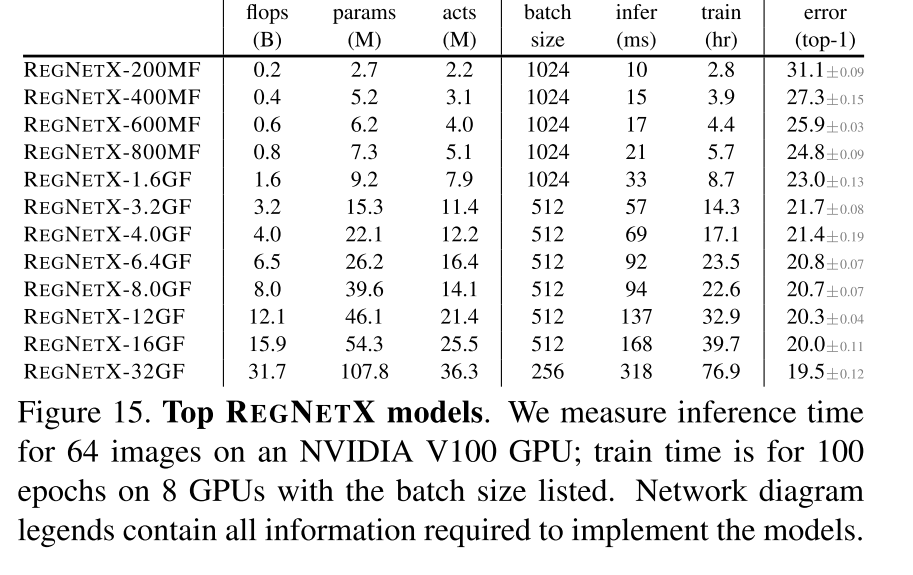 flops params acts batch infer train error
(B) (M) (M) size (ms) (hr) (top-1)
REGNETX-200MF 0.2 2.7 2.2 1024 10 2.8 31.1±0.09
REGNETX-400MF 0.4 5.2 3.1 1024 15 3.9 27.3±0.15
REGNETX-600MF 0.6 6.2 4.0 1024 17 4.4 25.9±0.03
REGNETX-800MF 0.8 7.3 5.1 1024 21 5.7 24.8±0.09
REGNETX-1.6GF 1.6 9.2 7.9 1024 33 8.7 23.0±0.13
REGNETX-3.2GF 3.2 15.3 11.4 512 57 14.3 21.7±0.08
REGNETX-4.0GF 4.0 22.1 12.2 512 69 17.1 21.4±0.19
REGNETX-6.4GF 6.5 26.2 16.4 512 92 23.5 20.8±0.07
REGNETX-8.0GF 8.0 39.6 14.1 512 94 22.6 20.7±0.07
REGNETX-12GF 12.1 46.1 21.4 512 137 32.9 20.3±0.04
REGNETX-16GF 15.9 54.3 25.5 512 168 39.7 20.0±0.11
REGNETX-32GF 31.7 107.8 36.3 256 318 76.9 19.5±0.12
Figure 15. Top REGNETX models. We measure inference time
for 64 images on an NVIDIA V100 GPU; train time is for 100
epochs on 8 GPUs with the batch size listed. Network diagram
legends contain all information required to implement the models.